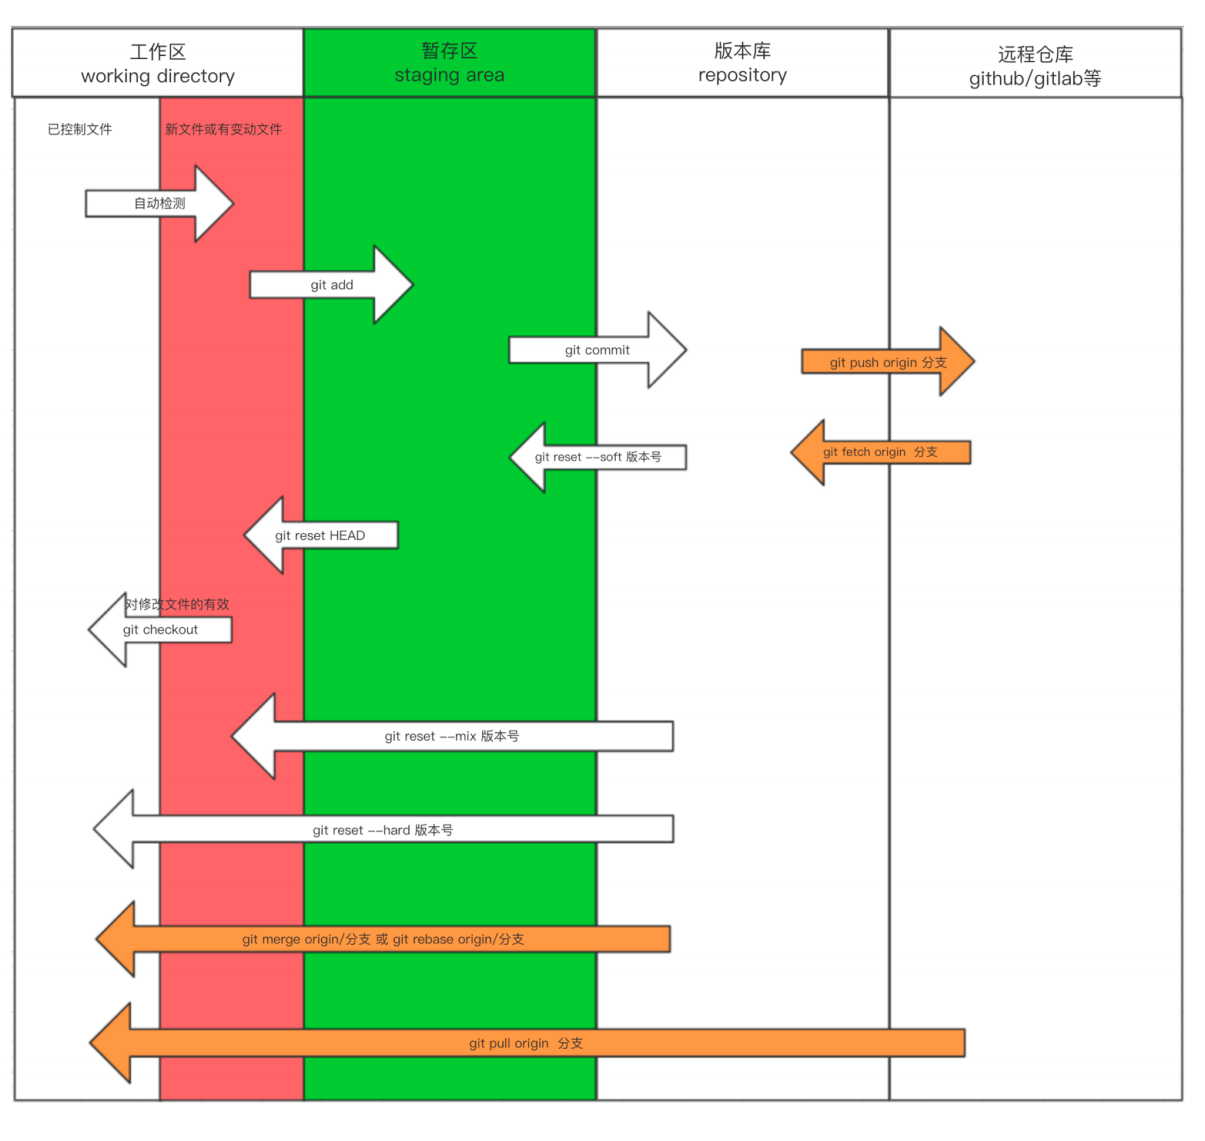 工作区
working directory
暂存区
staging area
版本库
repository
远程仓库
github/gitlab等
已控制文件
新文件或有变动文件
自动检测
git add
git commit
git push origin 分支
git reset --soft 版本号
git fetch origin 分支
git reset HEAD
对修改文件的有效
git checkout
git reset --mix 版本号
git reset --hard 版本号
git merge origin/分支 或 git rebase origin/分支
git pull origin 分支